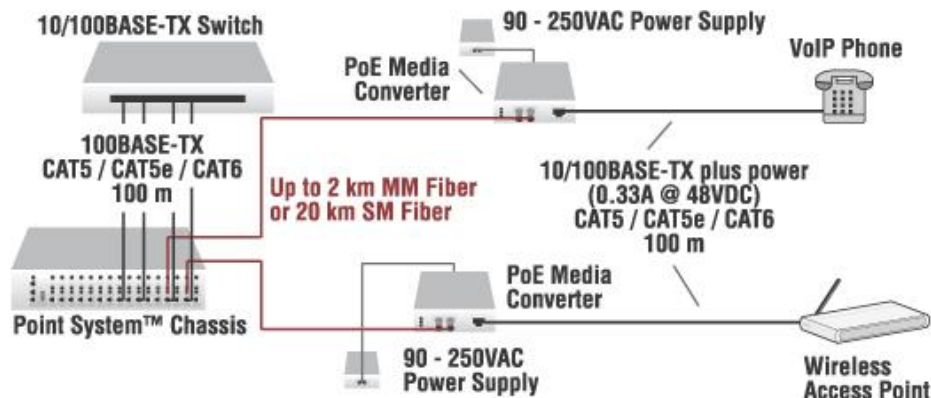 10/100BASE-TX Switch
90 - 250VAC Power Supply
VoIP Phone
PoE Media
Converter
100BASE-TX
CAT5 / CAT5e / CAT6
100 m
Up to 2 km MM Fiber
or 20 km SM Fiber
10/100BASE-TX plus power
(0.33A @ 48VDC)
CAT5 / CAT5e / CAT6
100 m
Point System™ Chassis
PoE Media
Converter
90 - 250VAC
Power Supply
Wireless
Access Point